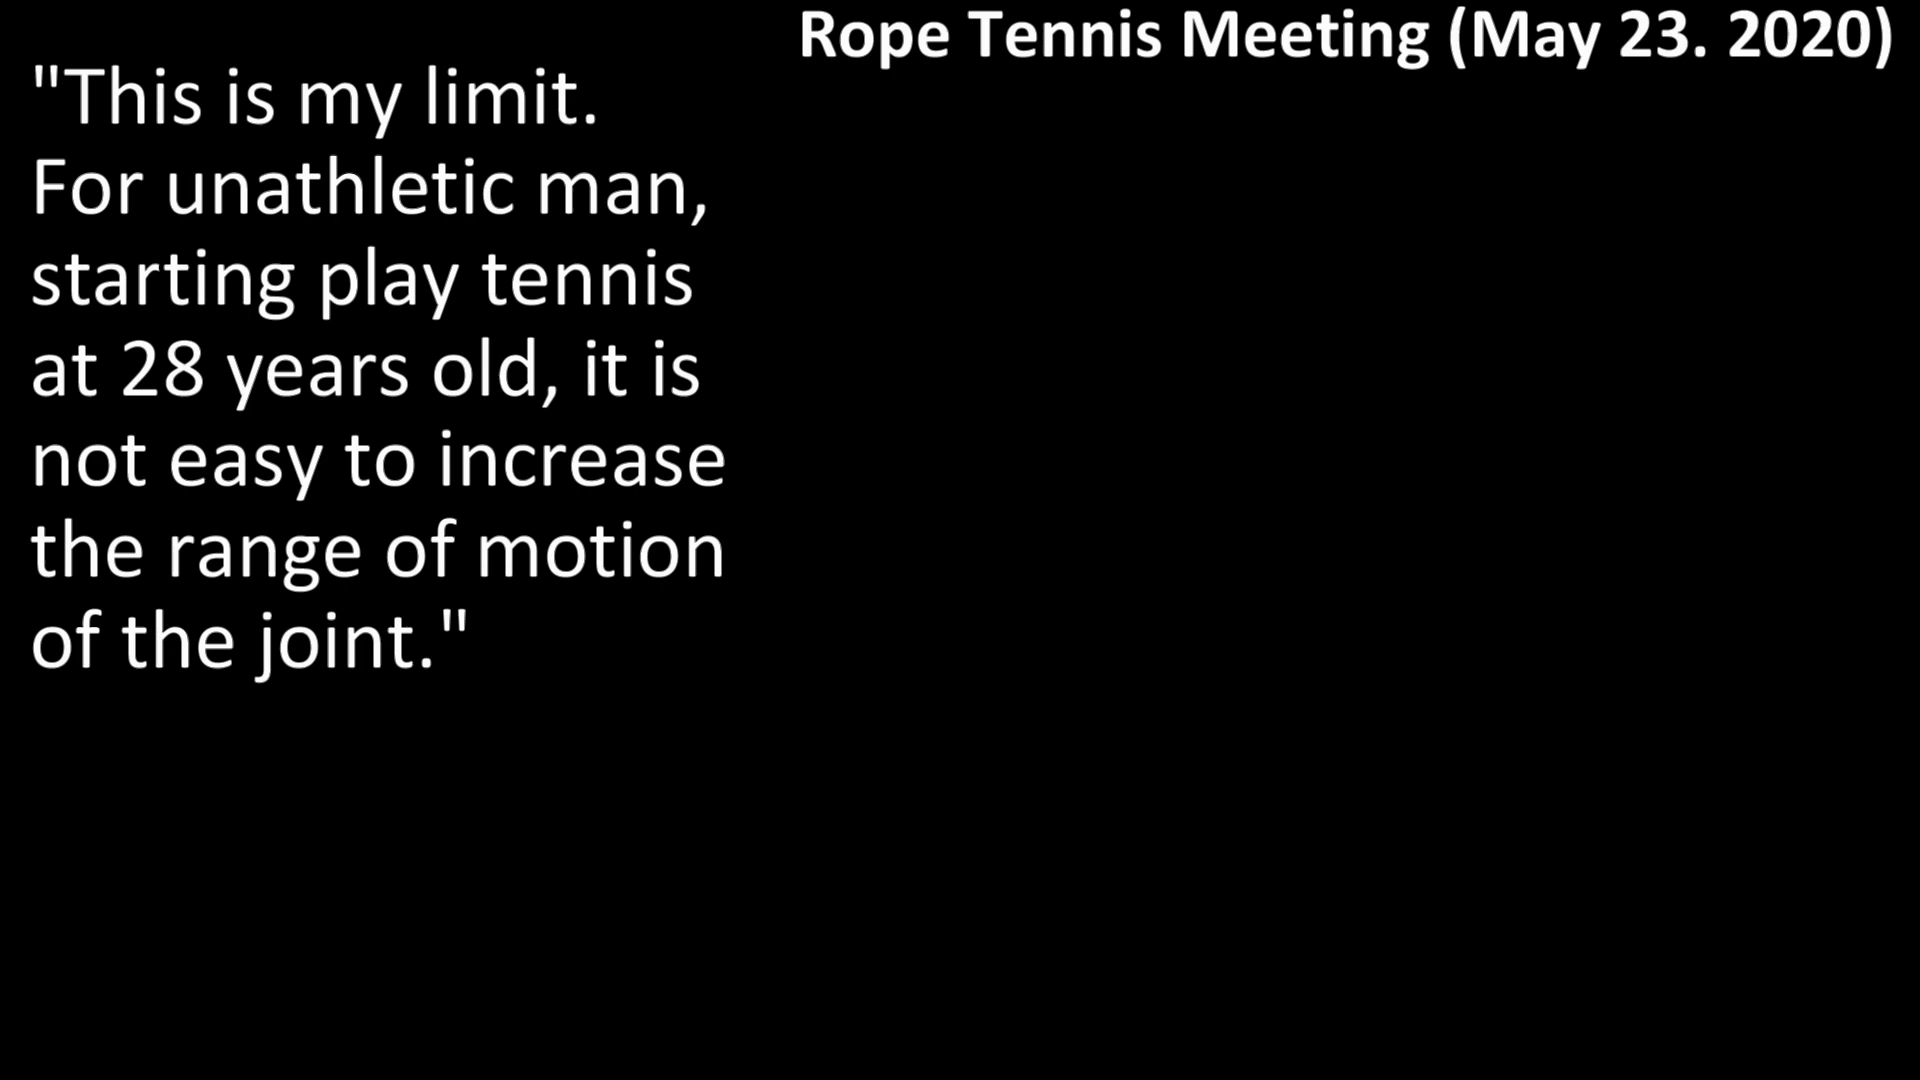 Rope Tennis Meeting (May 23. 2020)
"This is my limit.
For unathletic man,
starting play tennis
at 28 years old, it is
not easy to increase
the range of motion
of the joint."